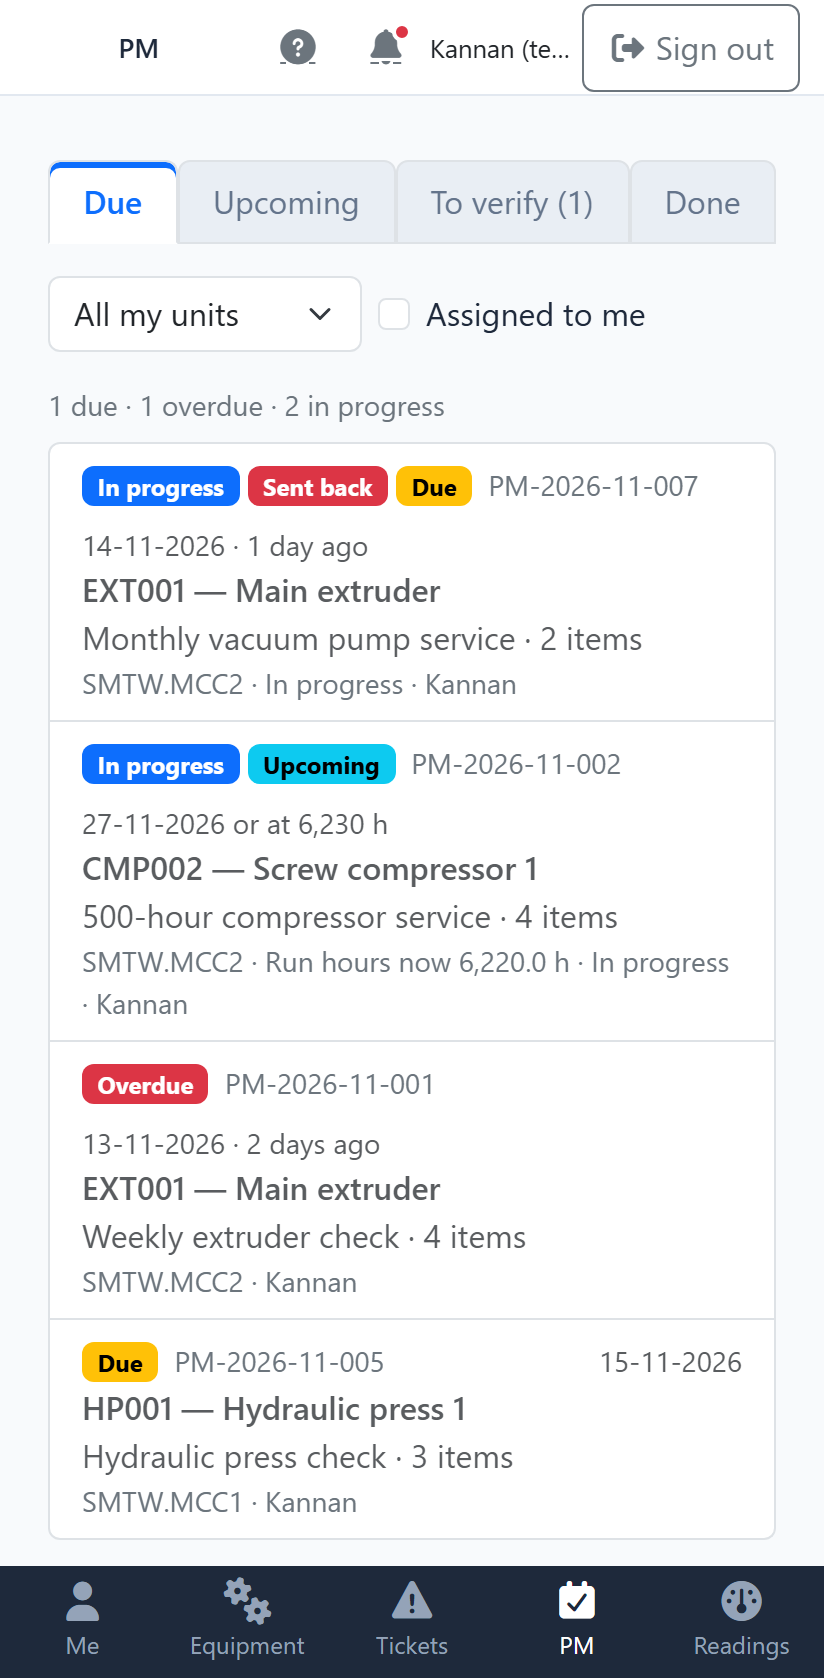 PM
Kannan (te...
Sign out
Due
Upcoming
To verify (1)
Done
All my units
Assigned to me
1 due · 1 overdue · 2 in progress
In progress Sent back Due PM-2026-11-007
14-11-2026 · 1 day ago
EXT001 — Main extruder
Monthly vacuum pump service · 2 items
SMTW.MCC2 · In progress · Kannan
In progress Upcoming PM-2026-11-002
27-11-2026 or at 6,230 h
CMP002 — Screw compressor 1
500-hour compressor service · 4 items
SMTW.MCC2 · Run hours now 6,220.0 h · In progress
· Kannan
Overdue PM-2026-11-001
13-11-2026 · 2 days ago
EXT001 — Main extruder
Weekly extruder check · 4 items
SMTW.MCC2 · Kannan
Due PM-2026-11-005 15-11-2026
HP001 — Hydraulic press 1
Hydraulic press check · 3 items
SMTW.MCC1 · Kannan
Me
Equipment
Tickets
PM
Readings